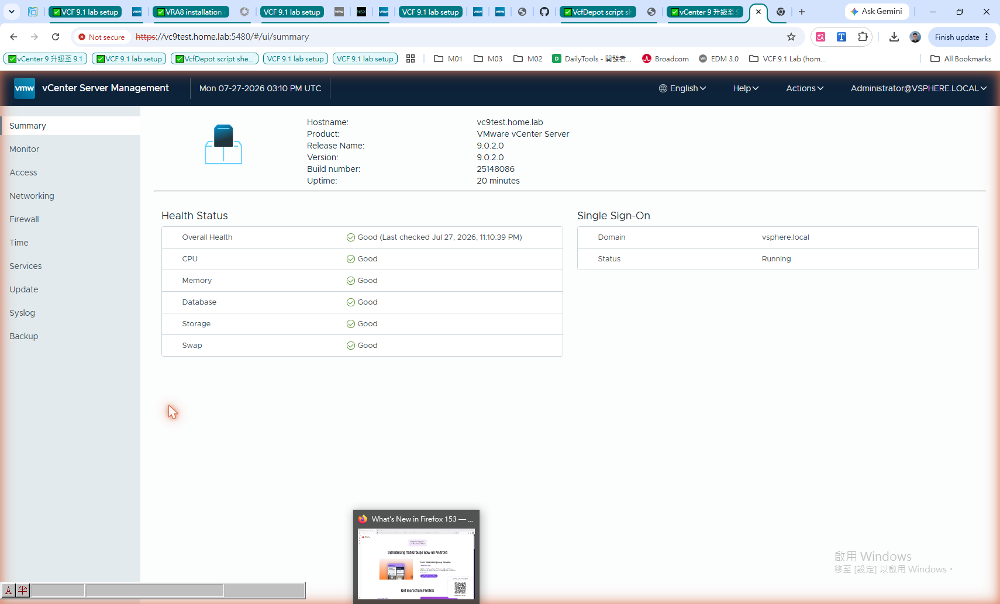 ✅VCF 9.1 lab setup
vmw
✅VRA8 installation
VCF 9.1 lab setup
vmw
NSX
vmw
VCF 9.1 lab setup
vmw
vmw
✅VcfDepot script sh
✅vCenter 9 升級至 9
Ask Gemini
Not secure
https://vc9test.home.lab:5480/#/ui/summary
Finish update
✅vCenter 9 升級至 9.1
✅VCF 9.1 lab setup
✅VcfDepot script she...
VCF 9.1 lab setup
VCF 9.1 lab setup
M01
M03
M02
D DailyTools - 開發者...
Broadcom
EDM 3.0
VCF 9.1 Lab (hom...
All Bookmarks
vmw vCenter Server Management
Mon 07-27-2026 03:10 PM UTC
English
Help
Actions
Administrator@VSPHERE.LOCAL
Summary
Monitor
Access
Networking
Firewall
Time
Services
Update
Syslog
Backup
Hostname: vc9test.home.lab
Product: VMware vCenter Server
Release Name: 9.0.2.0
Version: 9.0.2.0
Build number: 25148086
Uptime: 20 minutes
Health Status
Overall Health Good (Last checked Jul 27, 2026, 11:10:39 PM)
CPU Good
Memory Good
Database Good
Storage Good
Swap Good
Single Sign-On
Domain vsphere.local
Status Running
What's New in Firefox 153 — ...
Introducing Tab Groups now on Android
Get more from Firefox
啟用 Windows
移至 [設定] 以啟用 Windows。
A 半